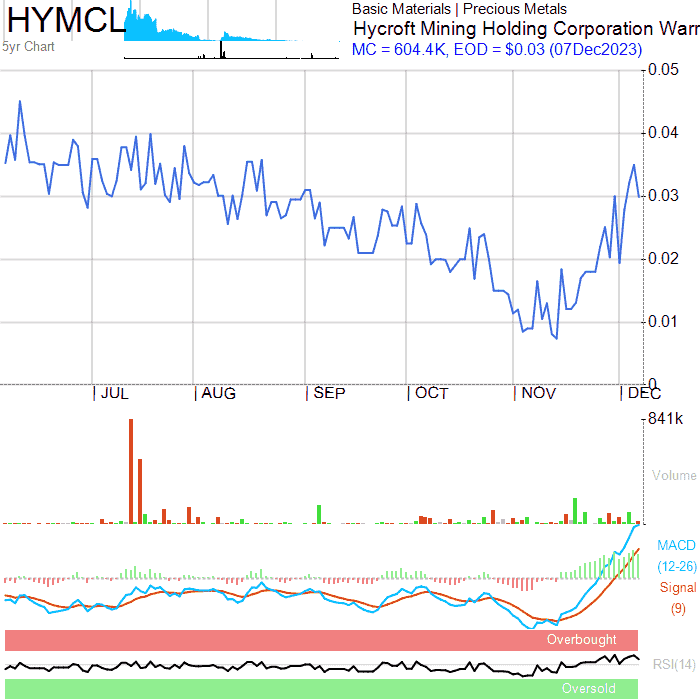 HYMCL
5yr Chart
Basic Materials | Precious Metals
Hycroft Mining Holding Corporation Warr
MC = 604.4K, EOD = $0.03 (07Dec2023)
0.05
0.04
0.03
0.02
0.01
0
JUL AUG SEP OCT NOV DEC
841k
Volume
MACD
(12-26)
Signal
(9)
Overbought
RSI(14)
Oversold